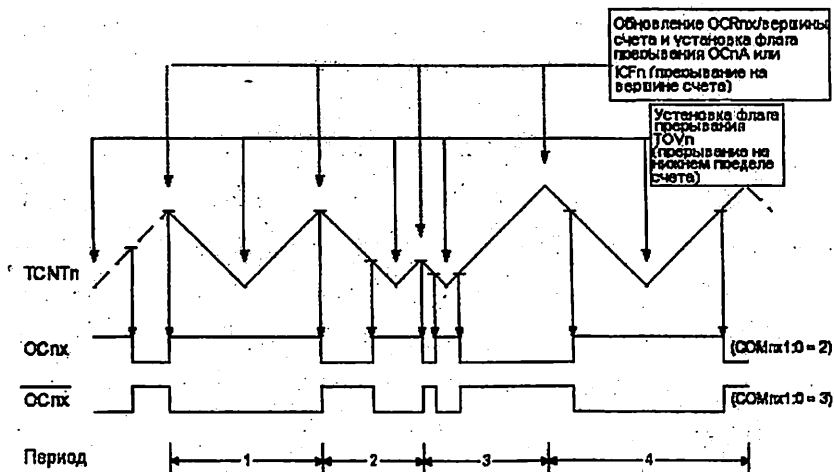 Обновление OCRnx/вершины
счета и установка флага
прерывания OCnA или
ICFn (прерывание на
вершине счета)
Установка флага
прерывания
TOVn
(прерывание на
нижнем пределе
счета)
TCNTn
OCnx
(COMnx1:0 = 2)
OCnx
(COMnx1:0 = 3)
Период
1
2
3
4